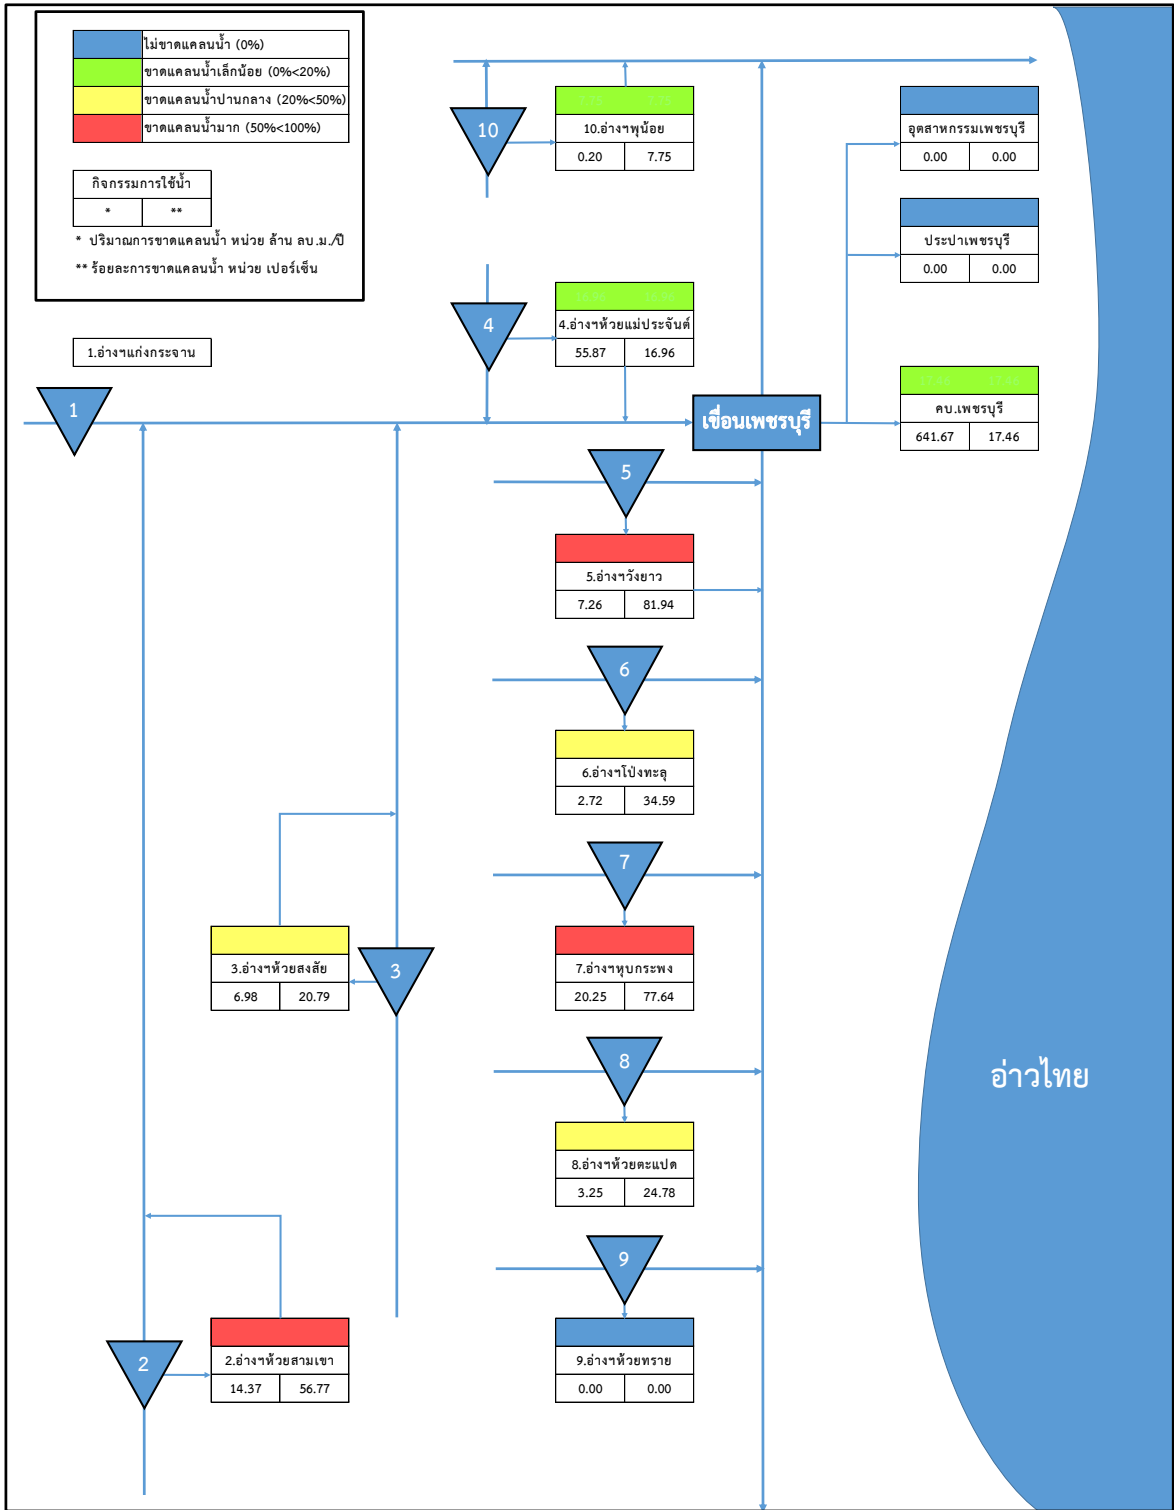 ไม่ขาดแคลนน้ำ (0%)
ขาดแคลนน้ำเล็กน้อย (0%<20%)
ขาดแคลนน้ำปานกลาง (20%<50%)
ขาดแคลนน้ำมาก (50%<100%)
กิจกรรมการใช้น้ำ
* **
* ปริมาณการขาดแคลนน้ำ หน่วย ล้าน ลบ.ม./ปี
** ร้อยละการขาดแคลนน้ำ หน่วย เปอร์เซ็น
10
7.75 7.75
10.อ่างฯพุน้อย
0.20 7.75
อุตสาหกรรมเพชรบุรี
0.00 0.00
ประปาเพชรบุรี
0.00 0.00
4
16.96
4.อ่างฯห้วยแม่ประจันต์
55.87 16.96
1.อ่างฯแก่งกระจาน
1
เขื่อนเพชรบุรี
17.46 17.46
คบ.เพชรบุรี
641.67 17.46
5
5.อ่างฯวังยาว
7.26 81.94
6
6.อ่างฯโป่งทะลุ
2.72 34.59
7
7.อ่างฯหุบกระพง
20.25 77.64
3
3.อ่างฯห้วยสงสัย
6.98 20.79
8
8.อ่างฯห้วยตะแปด
3.25 24.78
อ่าวไทย
9
9.อ่างฯห้วยทราย
0.00 0.00
2
2.อ่างฯห้วยสามเขา
14.37 56.77